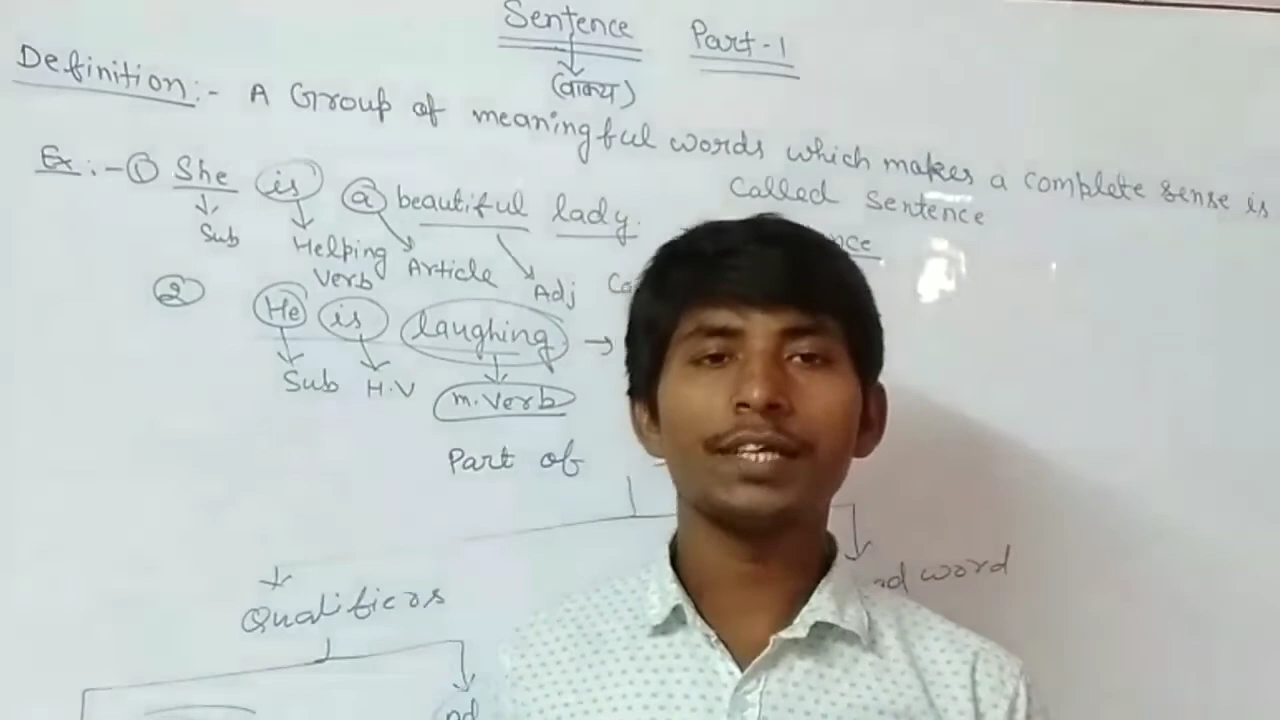 Sentence Part-1
(वाक्य)
Definition:- A Group of meaningful words which makes a complete sense is
called Sentence
Ex:-① She is a beautiful lady.
Sub Helping Verb Article Adj
② He is laughing →
Sub H.V m.Verb
Part of
Qualifiers word